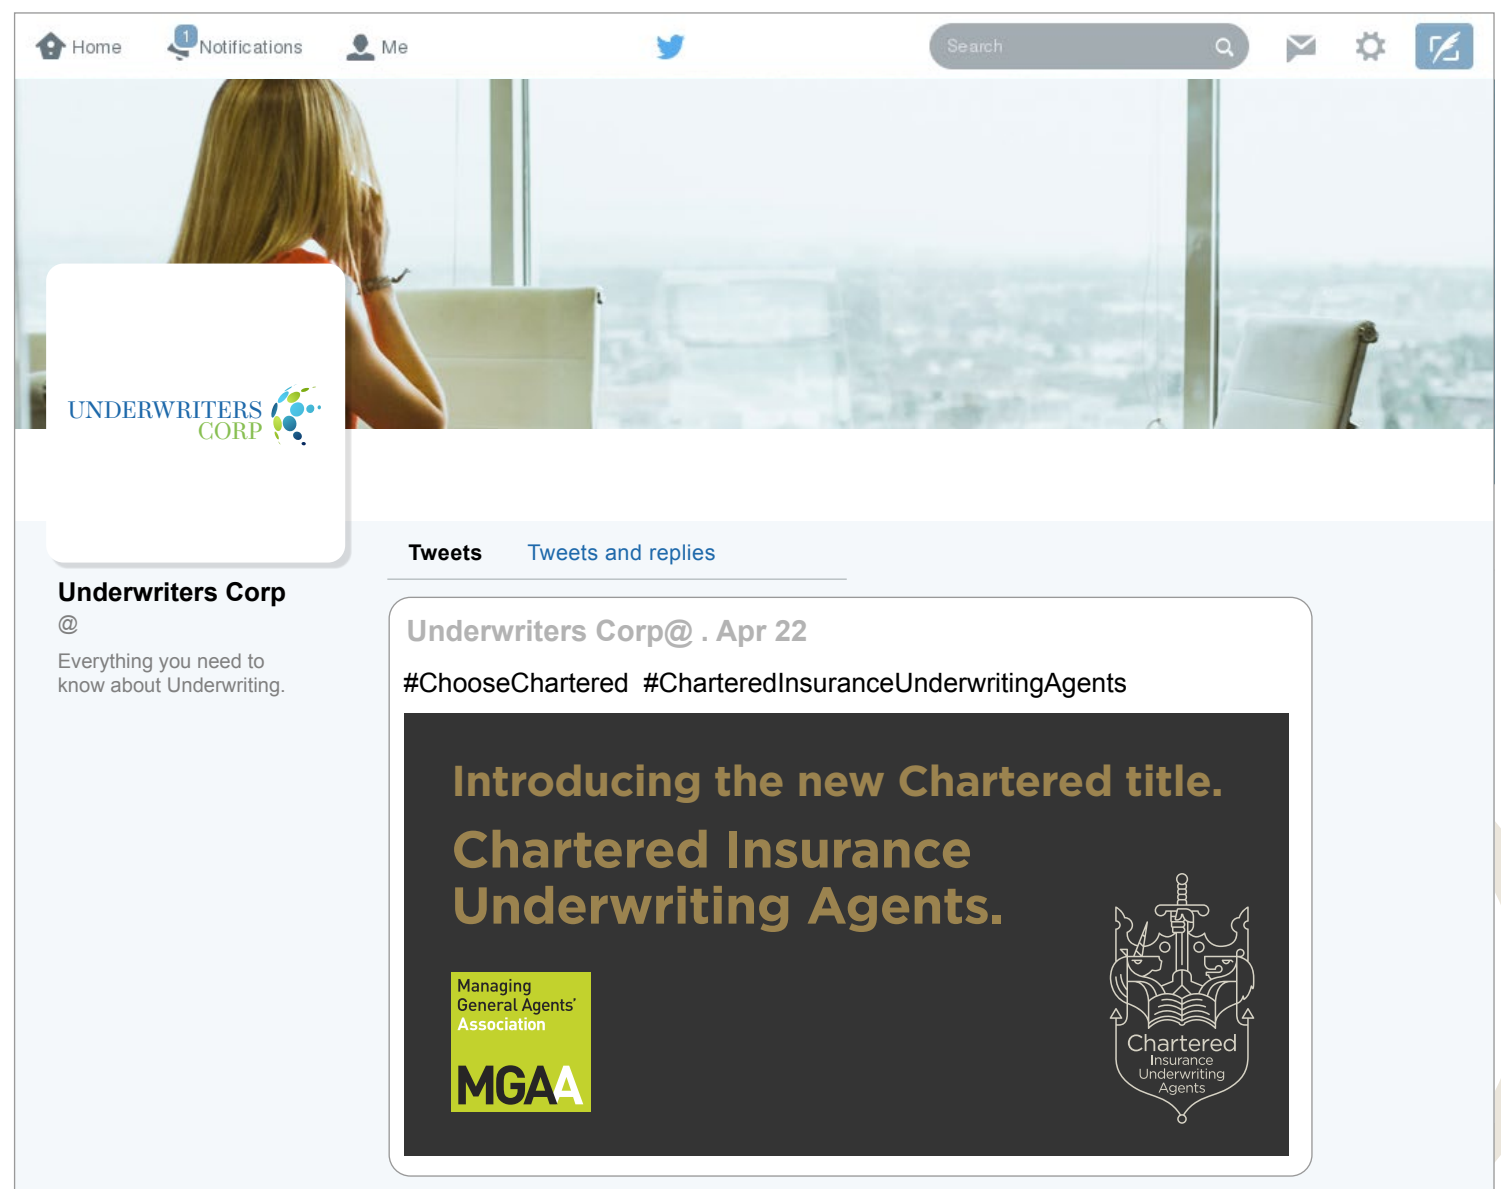 Home
1
Notifications
Me
Search
UNDERWRITERS
CORP
Tweets
Tweets and replies
Underwriters Corp
@
Everything you need to
know about Underwriting.
Underwriters Corp@ . Apr 22
#ChooseChartered #CharteredInsuranceUnderwritingAgents
Introducing the new Chartered title.
Chartered Insurance
Underwriting Agents.
Managing
General Agents'
Association
MGAA
Chartered
Insurance
Underwriting
Agents